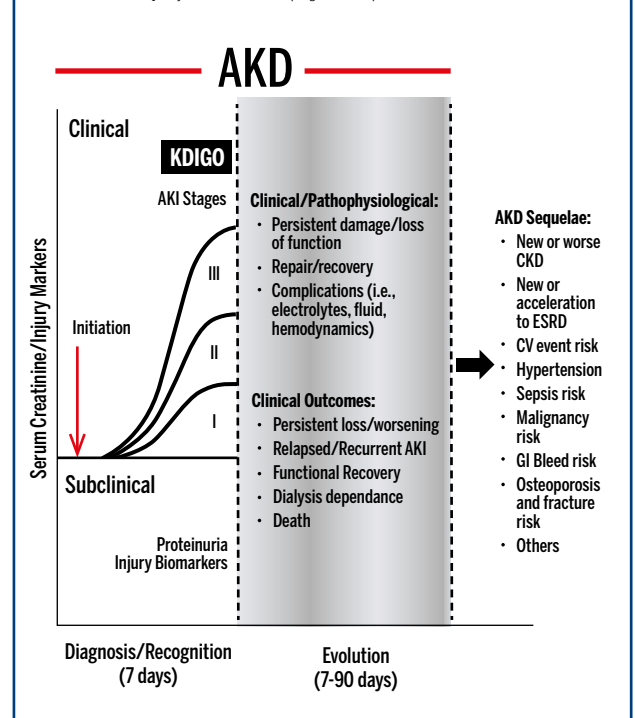 AKD
Clinical
KDIGO
AKI Stages
III
II
I
Initiation
Serum Creatinine/Injury Markers
Subclinical
Proteinuria
Injury Biomarkers
Clinical/Pathophysiological:
· Persistent damage/loss
of function
· Repair/recovery
· Complications (i.e.,
electrolytes, fluid,
hemodynamics)
Clinical Outcomes:
· Persistent loss/worsening
· Relapsed/Recurrent AKI
· Functional Recovery
· Dialysis dependance
· Death
AKD Sequelae:
· New or worse
CKD
· New or
acceleration
to ESRD
· CV event risk
· Hypertension
· Sepsis risk
· Malignancy
risk
· GI Bleed risk
· Osteoporosis
and fracture
risk
· Others
Diagnosis/Recognition
(7 days)
Evolution
(7-90 days)